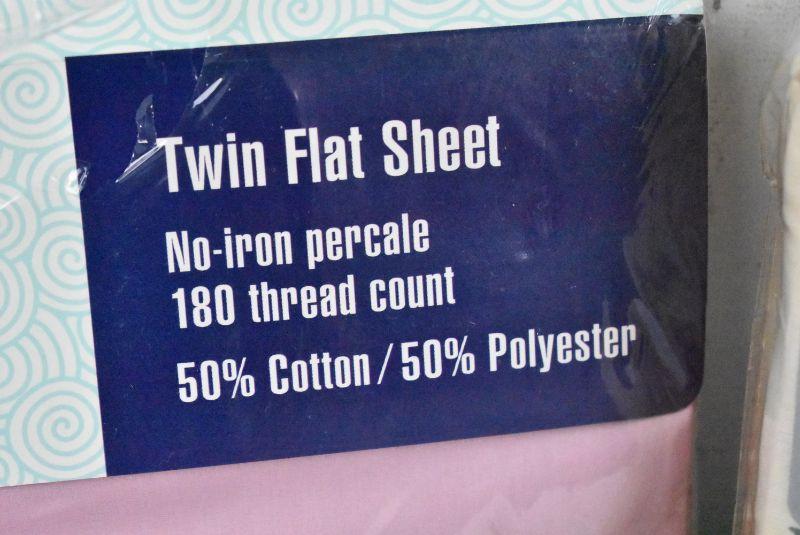 Twin Flat Sheet
No-iron percale
180 thread count
50% Cotton / 50% Polyester